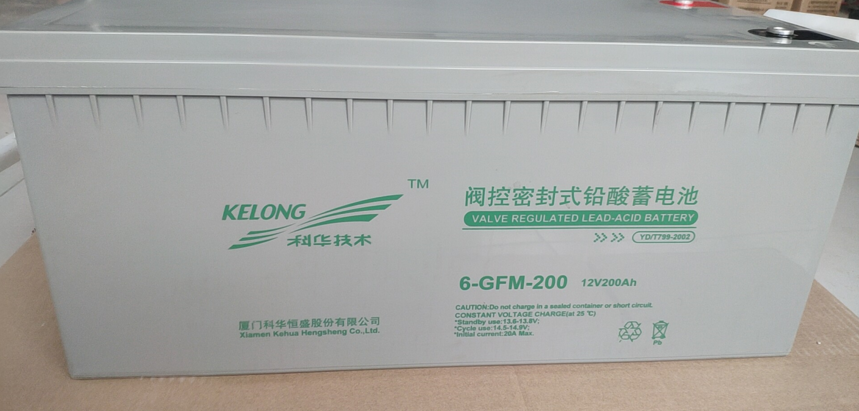 KELONG
TM
科华技术
阀控密封式铅酸蓄电池
VALVE REGULATED LEAD-ACID BATTERY
YD/T799-2002
6-GFM-200 12V200Ah
CAUTION:Do not charge in a sealed container or short circuit.
CONSTANT VOLTAGE CHARGE(at 25 ℃)
*Standby use:13.6-13.8V;
*Cycle use:14.5-14.9V;
*Initial current:20A Max.
厦门科华恒盛股份有限公司
Xiamen Kehua Hengsheng Co.,Ltd.
Pb